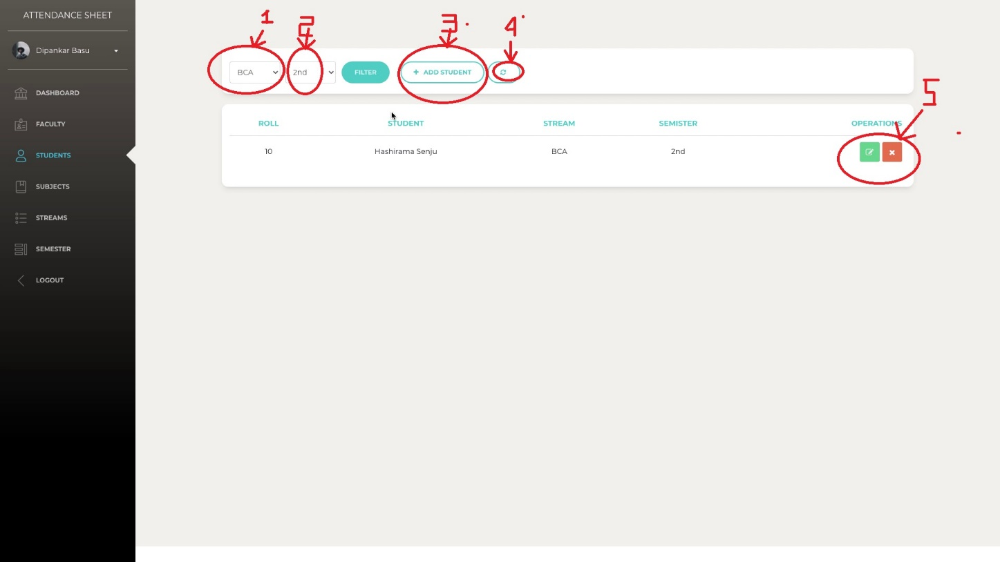 ATTENDANCE SHEET
Dipankar Basu
DASHBOARD
FACULTY
STUDENTS
SUBJECTS
STREAMS
SEMESTER
LOGOUT
1 2 3. 4.
BCA 2nd FILTER + ADD STUDENT
5
ROLL STUDENT STREAM SEMISTER OPERATIONS
10 Hashirama Senju BCA 2nd